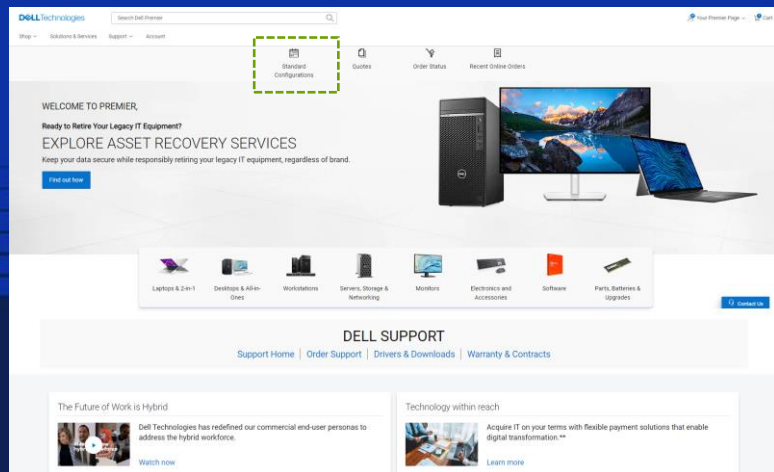 DELL Technologies
Search Dell Premier
Your Premier Page
Cart
Shop
Solutions & Services
Support
Account
Standard
Configurations
Quotes
Order Status
Recent Online Orders
WELCOME TO PREMIER,
Ready to Retire Your Legacy IT Equipment?
EXPLORE ASSET RECOVERY SERVICES
Keep your data secure while responsibly retiring your legacy IT equipment, regardless of brand.
Find out how
Laptops & 2-in-1
Desktops & All-in-
Ones
Workstations
Servers, Storage &
Networking
Monitors
Electronics and
Accessories
Software
Parts, Batteries &
Upgrades
Contact Us
DELL SUPPORT
Support Home | Order Support | Drivers & Downloads | Warranty & Contracts
The Future of Work is Hybrid
Dell Technologies has redefined our commercial end-user personas to
address the hybrid workforce.
Watch now
Technology within reach
Acquire IT on your terms with flexible payment solutions that enable
digital transformation.**
Learn more